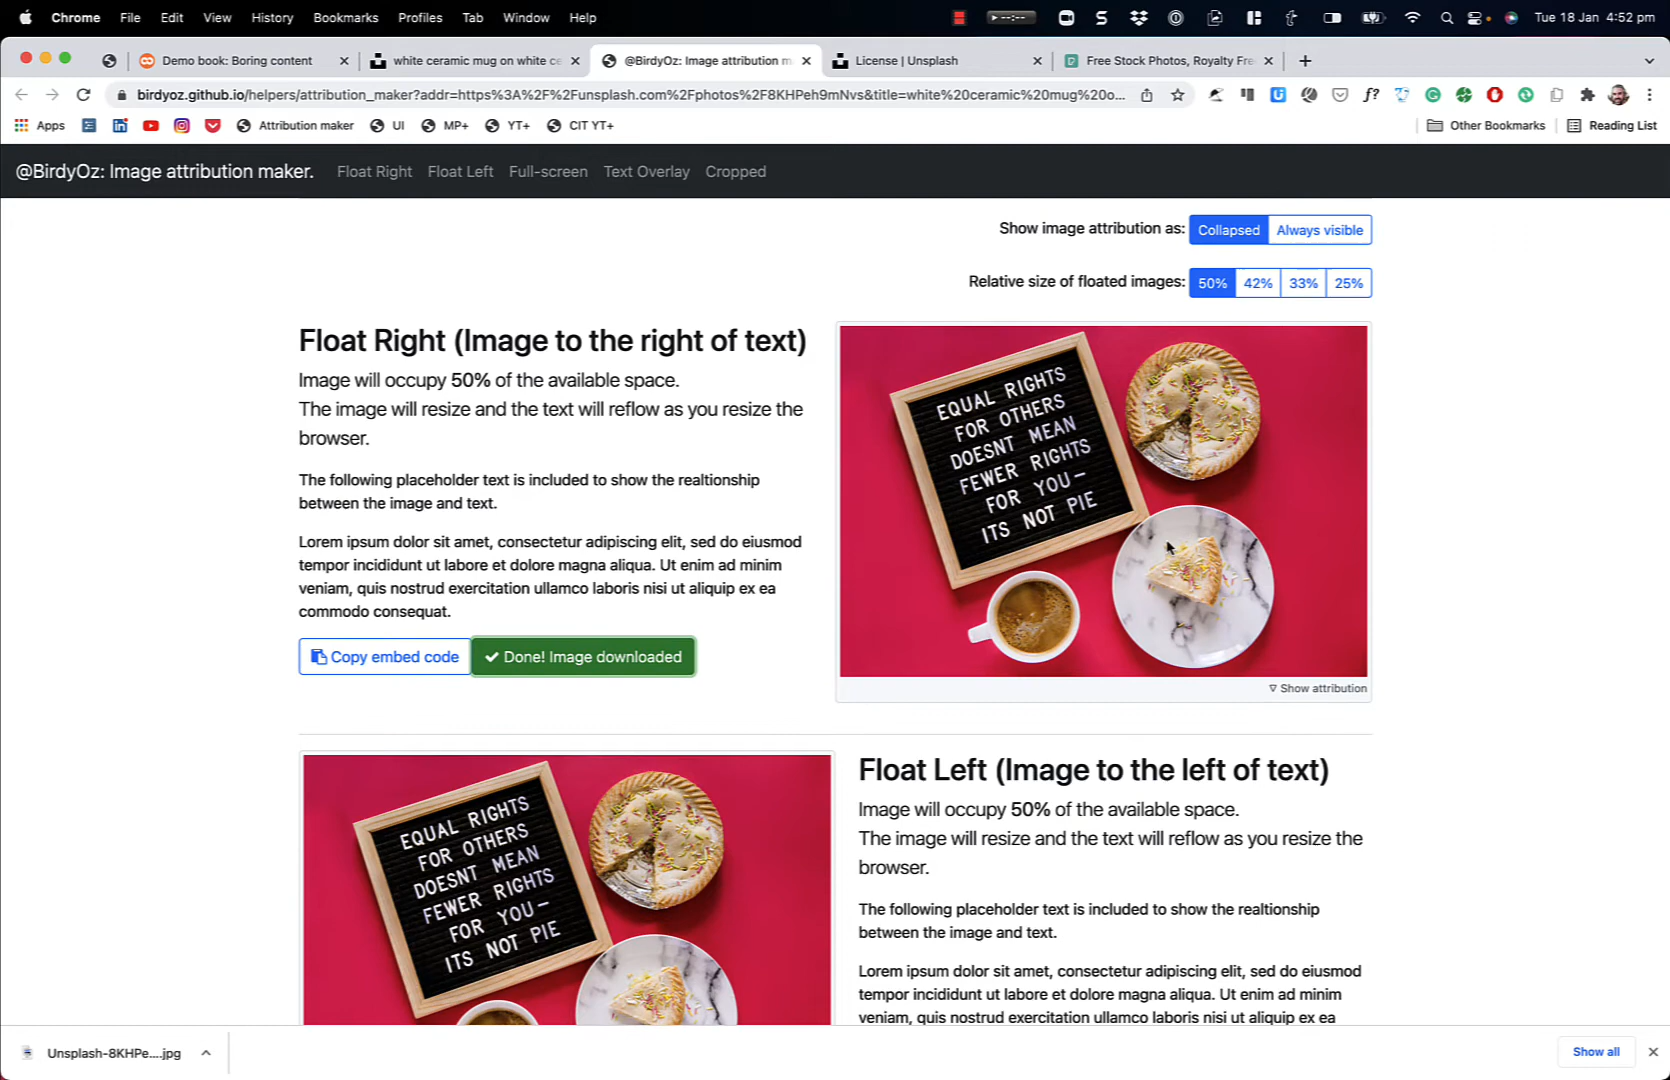 Chrome File Edit View History Bookmarks Profiles Tab Window Help
Tue 18 Jan 4:52 pm
Demo book: Boring content
white ceramic mug on white ce
@BirdyOz: Image attribution m
License | Unsplash
Free Stock Photos, Royalty Fre
birdyoz.github.io/helpers/attribution_maker?addr=https%3A%2F%2Funsplash.com%2Fphotos%2F8KHPeh9mNvs&title=white%20ceramic%20mug%20o...
Apps Attribution maker UI MP+ YT+ CIT YT+ Other Bookmarks Reading List
@BirdyOz: Image attribution maker. Float Right Float Left Full-screen Text Overlay Cropped
Show image attribution as: Collapsed Always visible
Relative size of floated images: 50% 42% 33% 25%
Float Right (Image to the right of text)
Image will occupy 50% of the available space.
The image will resize and the text will reflow as you resize the
browser.
The following placeholder text is included to show the realtionship
between the image and text.
Lorem ipsum dolor sit amet, consectetur adipiscing elit, sed do eiusmod
tempor incididunt ut labore et dolore magna aliqua. Ut enim ad minim
veniam, quis nostrud exercitation ullamco laboris nisi ut aliquip ex ea
commodo consequat.
Copy embed code
Done! Image downloaded
EQUAL RIGHTS
FOR OTHERS
DOESNT MEAN
FEWER RIGHTS
FOR YOU-
ITS NOT PIE
Show attribution
EQUAL RIGHTS
FOR OTHERS
DOESNT MEAN
FEWER RIGHTS
FOR YOU-
ITS NOT PIE
Float Left (Image to the left of text)
Image will occupy 50% of the available space.
The image will resize and the text will reflow as you resize the
browser.
The following placeholder text is included to show the realtionship
between the image and text.
Lorem ipsum dolor sit amet, consectetur adipiscing elit, sed do eiusmod
tempor incididunt ut labore et dolore magna aliqua. Ut enim ad minim
veniam, quis nostrud exercitation ullamco laboris nisi ut aliquip ex ea
Unsplash-8KHPe....jpg
Show all